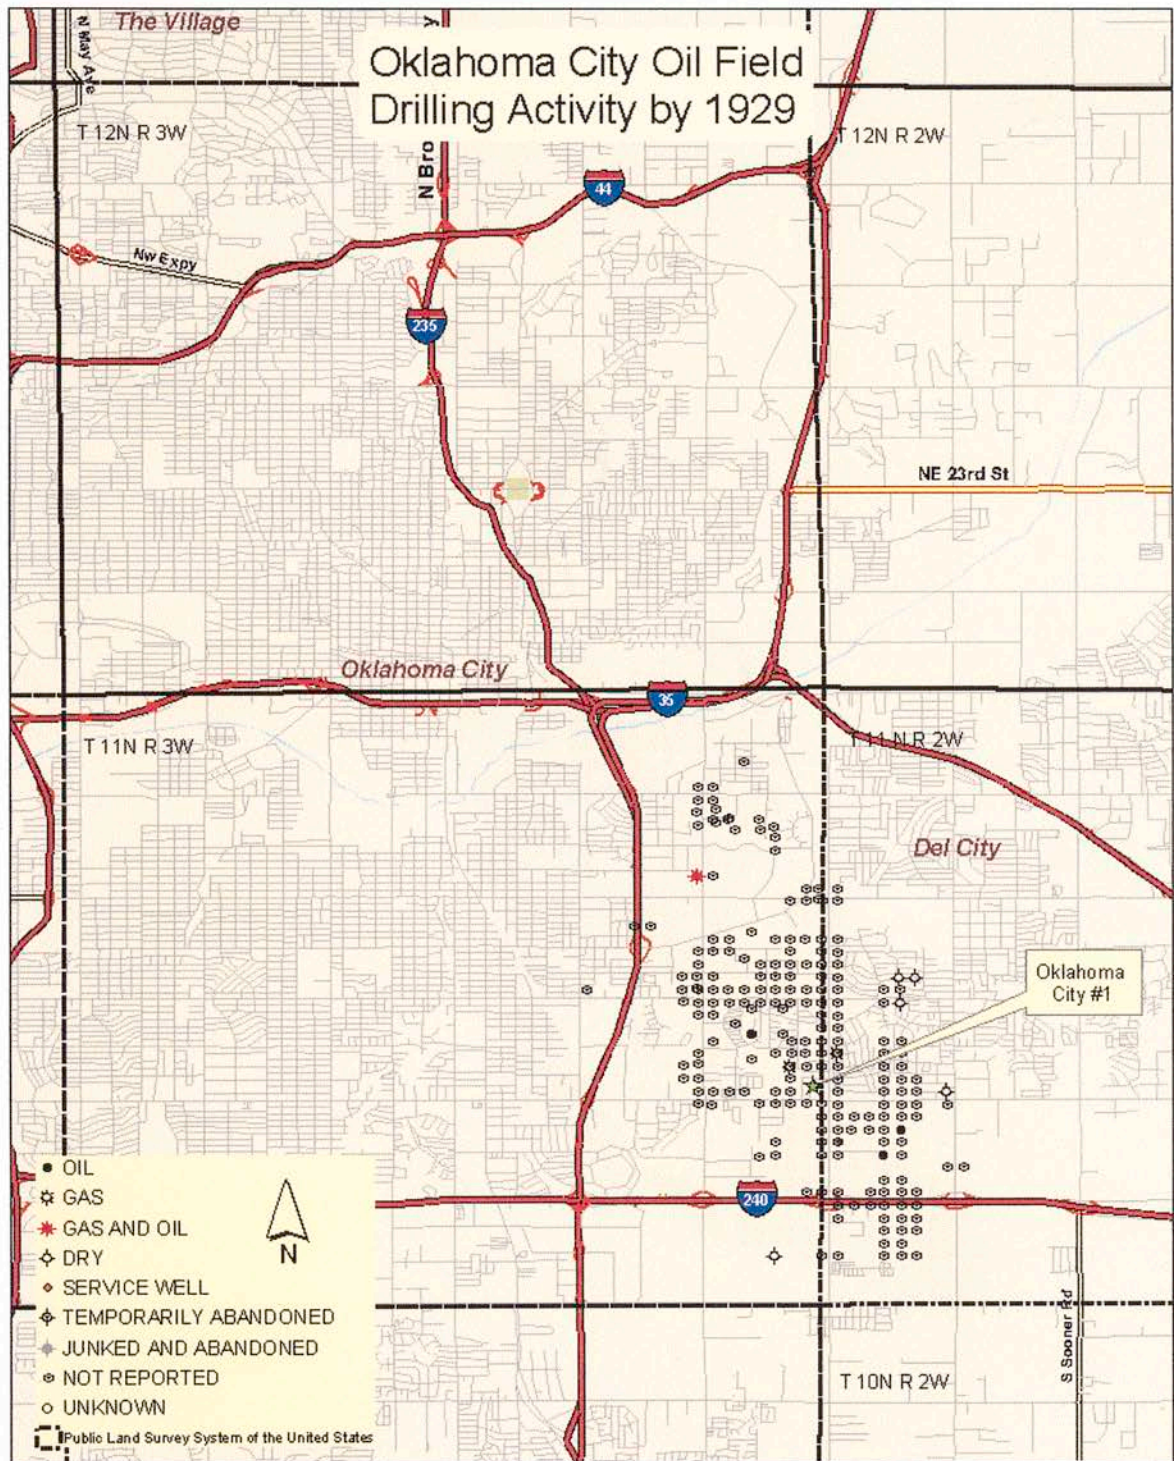 The Village
N May Ave
Oklahoma City Oil Field
Drilling Activity by 1929
N Bro
y
T 12N R 3W
T 12N R 2W
44
Nw Expy
235
NE 23rd St
Oklahoma City
35
T 11N R 3W
T 11N R 2W
Del City
Oklahoma
City #1
240
OIL
GAS
GAS AND OIL
DRY
SERVICE WELL
TEMPORARILY ABANDONED
JUNKED AND ABANDONED
NOT REPORTED
UNKNOWN
Public Land Survey System of the United States
N
S Sooner Rd
T 10N R 2W